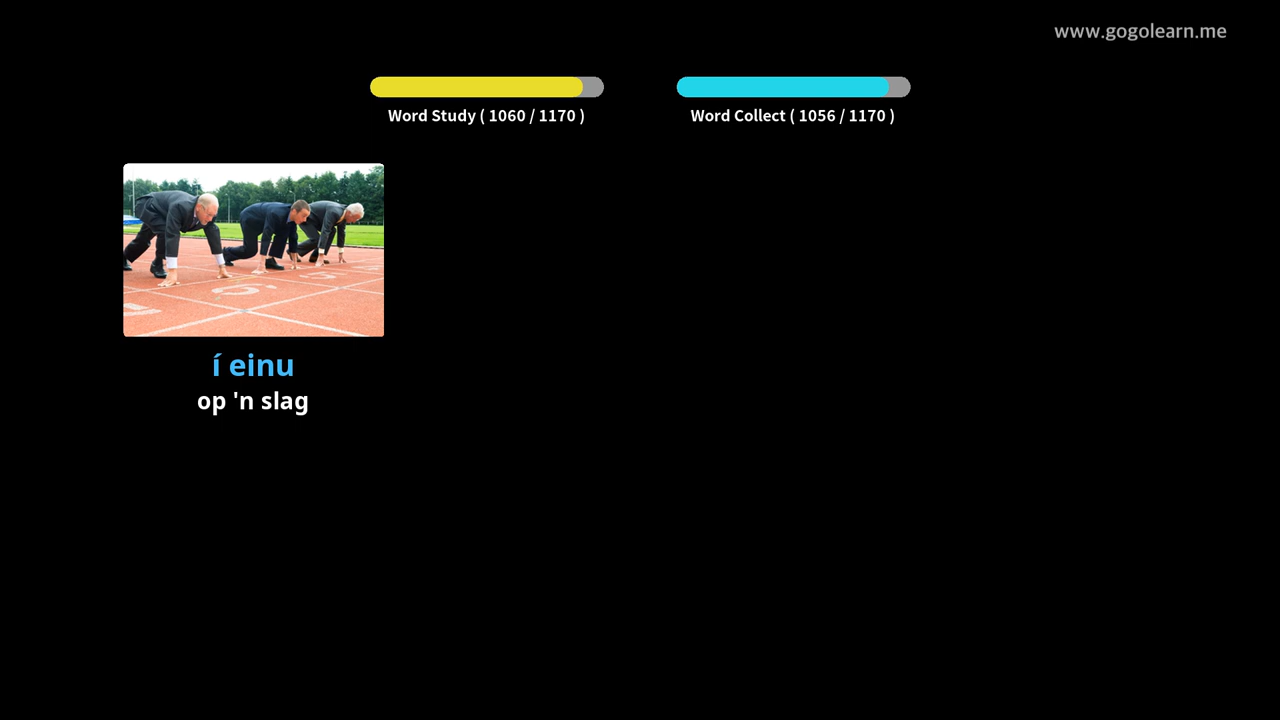 www.gogolearn.me
Word Study ( 1060 / 1170 )
Word Collect ( 1056 / 1170 )
í einu
op 'n slag